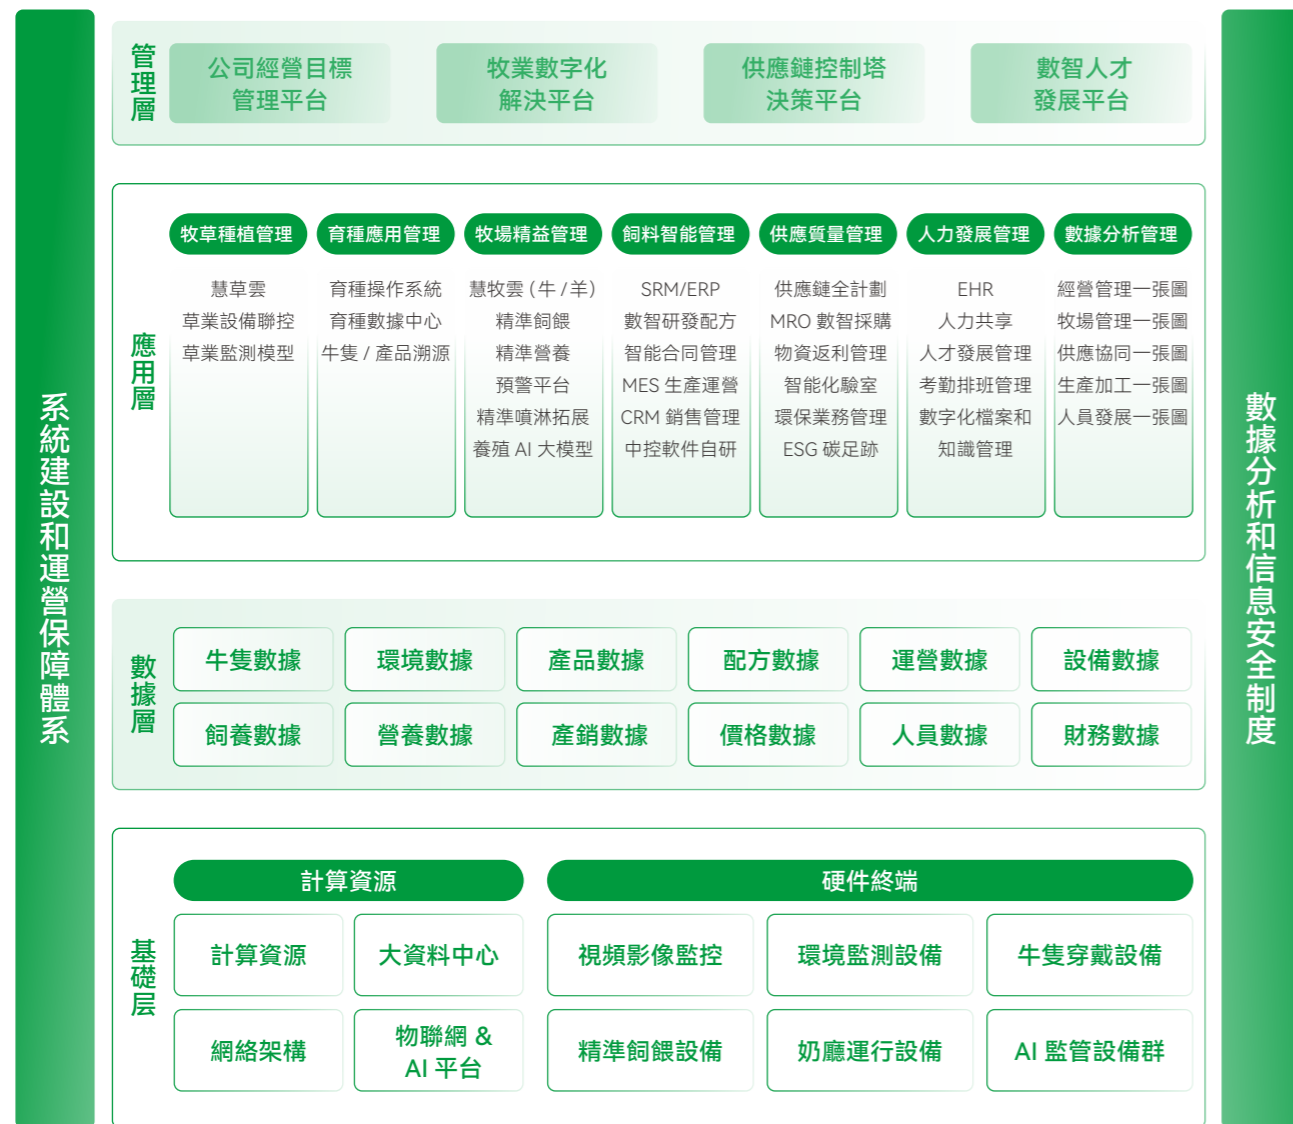 系統建設和運營保障體系
管理層
公司經營目標
管理平台
牧業數字化
解決平台
供應鏈控制塔
決策平台
數智人才
發展平台
應用層
牧草種植管理
慧草雲
草業設備聯控
草業監測模型
育種應用管理
育種操作系統
育種數據中心
牛隻 / 產品溯源
牧場精益管理
慧牧雲 (牛 / 羊)
精準飼餵
精準營養
預警平台
精準噴淋拓展
養殖 AI 大模型
飼料智能管理
SRM/ERP
數智研發配方
智能合同管理
MES 生產運營
CRM 銷售管理
中控軟件自研
供應質量管理
供應鏈全計劃
MRO 數智採購
物資返利管理
智能化驗室
環保業務管理
ESG 碳足跡
人力發展管理
EHR
人力共享
人才發展管理
考勤排班管理
數字化檔案和
知識管理
數據分析管理
經營管理一張圖
牧場管理一張圖
供應協同一張圖
生產加工一張圖
人員發展一張圖
數據層
牛隻數據
環境數據
產品數據
配方數據
運營數據
設備數據
飼養數據
營養數據
產銷數據
價格數據
人員數據
財務數據
基礎层
計算資源
計算資源
大資料中心
網絡架構
物聯網 &
AI 平台
硬件終端
視頻影像監控
環境監測設備
牛隻穿戴設備
精準飼餵設備
奶廳運行設備
AI 監管設備群
數據分析和信息安全制度